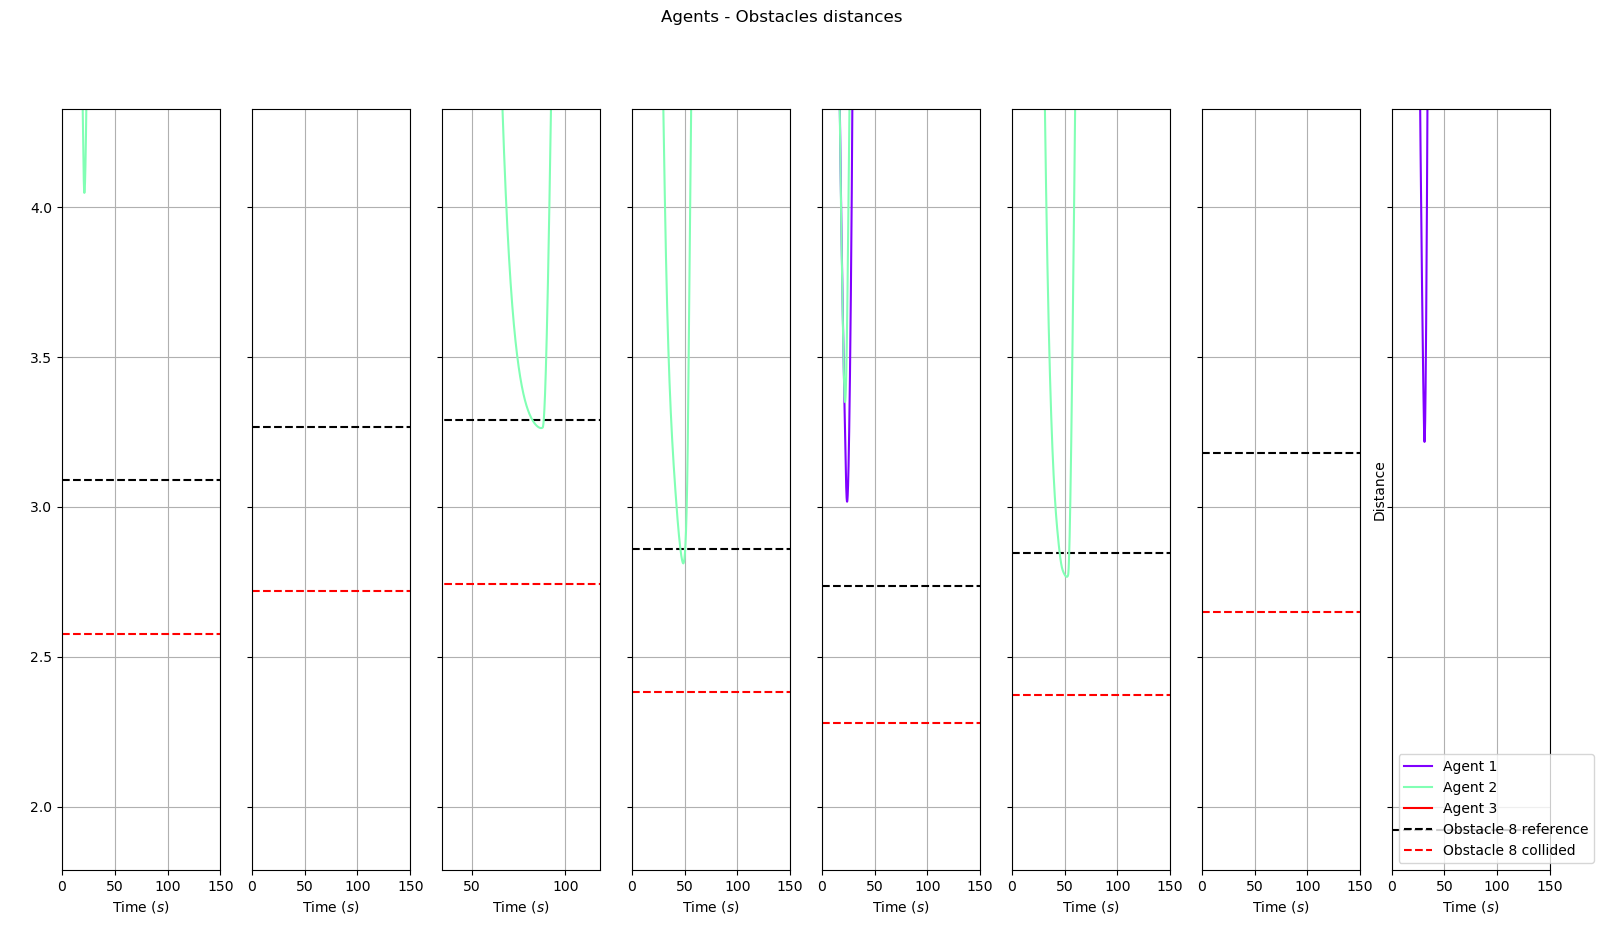 Agents - Obstacles distances
4.0
3.5
3.0
2.5
2.0
Distance
Agent 1
Agent 2
Agent 3
Obstacle 8 reference
Obstacle 8 collided
0 50 100 150 0 50 100 150 50 100 0 50 100 150 0 50 100 150 0 50 100 150 0 50 100 150 0 50 100 150
Time (s) Time (s) Time (s) Time (s) Time (s) Time (s) Time (s) Time (s)